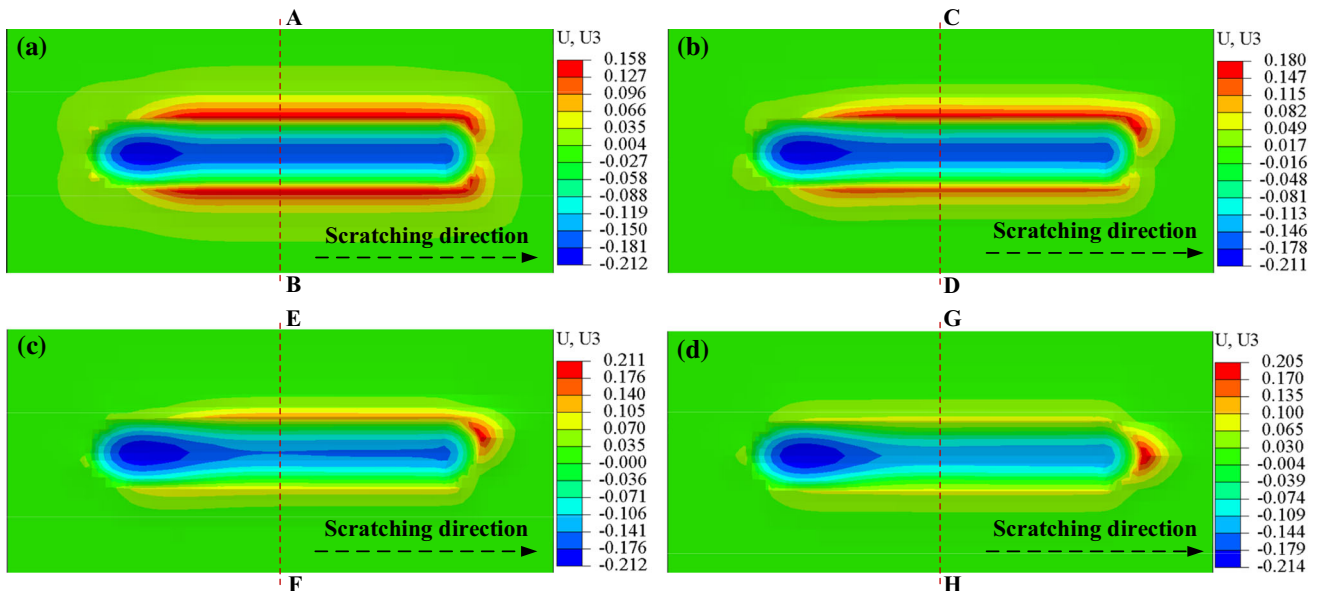 A
(a)
U, U3
0.158
0.127
0.096
0.066
0.035
0.004
-0.027
-0.058
-0.088
-0.119
-0.150
-0.181
-0.212
Scratching direction
B
C
(b)
U, U3
0.180
0.147
0.115
0.082
0.049
0.017
-0.016
-0.048
-0.081
-0.113
-0.146
-0.178
-0.211
Scratching direction
D
E
(c)
U, U3
0.211
0.176
0.140
0.105
0.070
0.035
-0.000
-0.036
-0.071
-0.106
-0.141
-0.176
-0.212
Scratching direction
F
G
(d)
U, U3
0.205
0.170
0.135
0.100
0.065
0.030
-0.004
-0.039
-0.074
-0.109
-0.144
-0.179
-0.214
Scratching direction
H